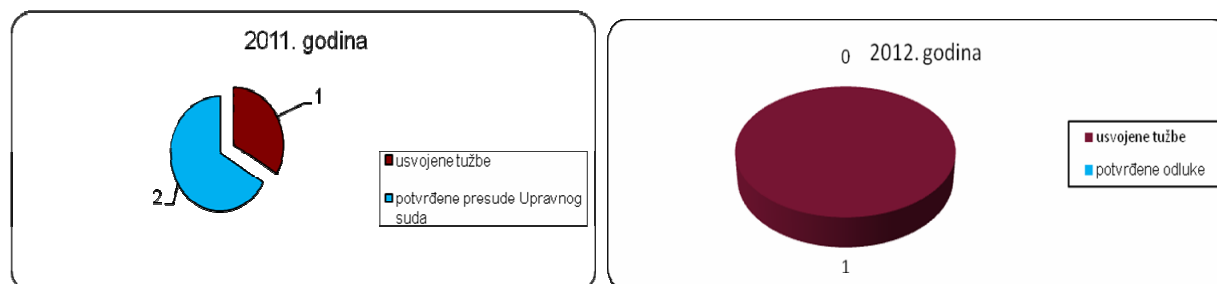 2011. godina
1
2
usvojene tužbe
potvrđene presude Upravnog
suda
0
2012. godina
1
usvojene tužbe
potvrđene odluke